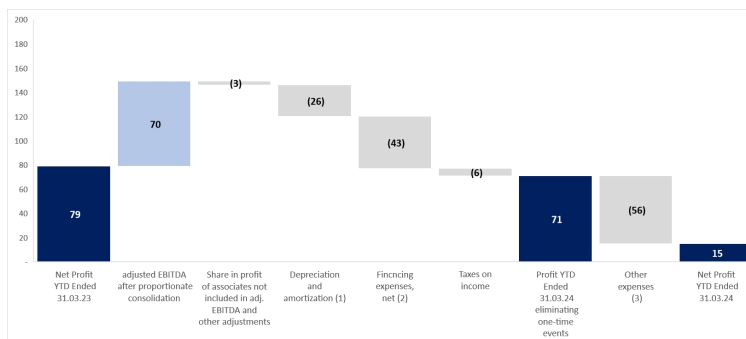 200
180
160
140
120
100
80
60
40
20
-
79
70
(3)
(26)
(43)
(6)
71
(56)
15
Net Profit
YTD Ended
31.03.23
adjusted EBITDA
after proportionate
consolidation
Share in profit
of associates not
included in adj.
EBITDA and
other adjustments
Depreciation
and
amortization (1)
Fincncing
expenses,
net (2)
Taxes on
income
Profit YTD
Ended
31.03.24
eliminating
one-time
events
Other
expenses
(3)
Net Profit
YTD Ended
31.03.24